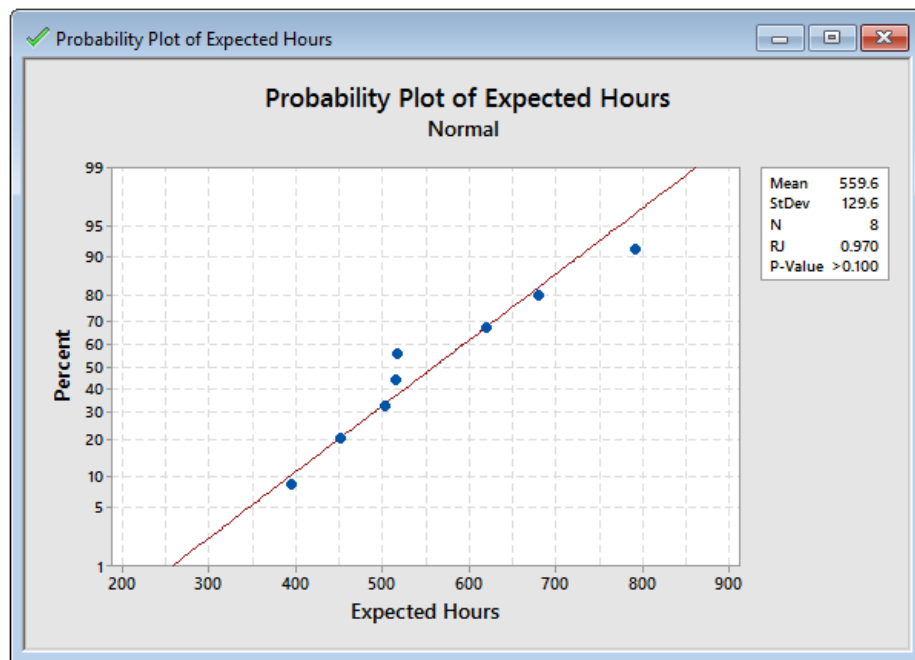 Probability Plot of Expected Hours
Probability Plot of Expected Hours
Normal
99
95
90
80
70
60
50
40
30
20
10
5
1
Percent
200 300 400 500 600 700 800 900
Expected Hours
Mean 559.6
StDev 129.6
N 8
RJ 0.970
P-Value >0.100